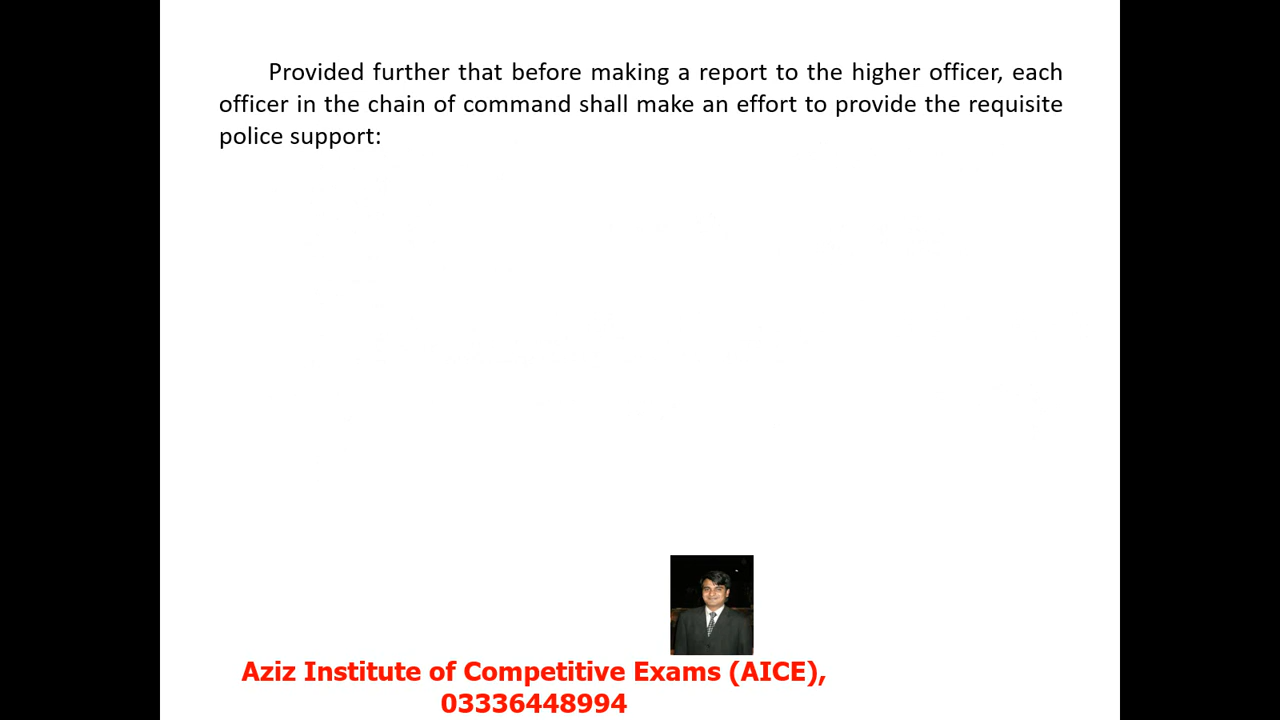 Provided further that before making a report to the higher officer, each
officer in the chain of command shall make an effort to provide the requisite
police support:
Aziz Institute of Competitive Exams (AICE),
03336448994